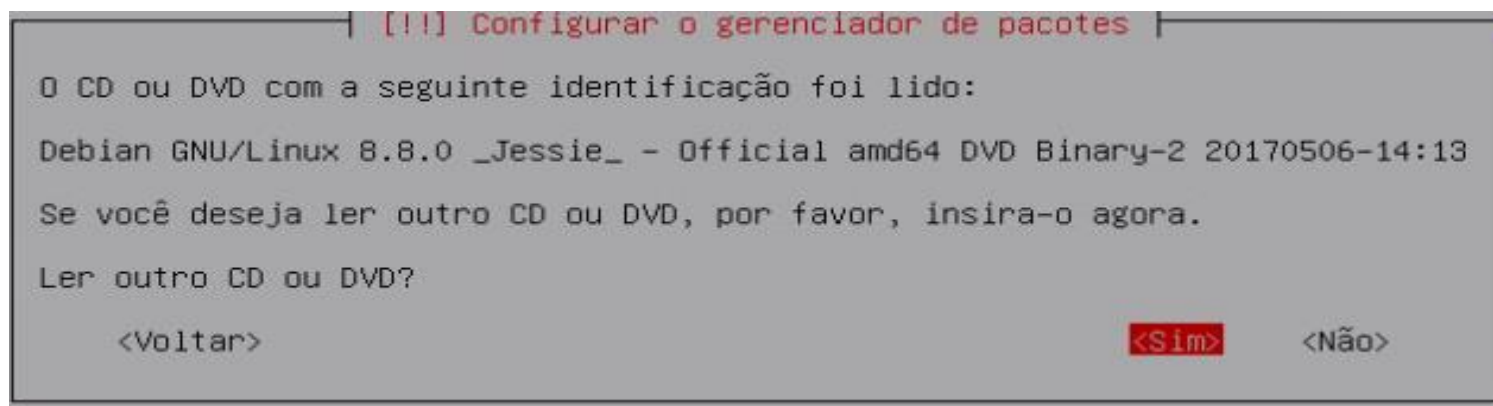 [!!] Configurar o gerenciador de pacotes
O CD ou DVD com a seguinte identificação foi lido:
Debian GNU/Linux 8.8.0 _Jessie_ - Official amd64 DVD Binary-2 20170506-14:13
Se você deseja ler outro CD ou DVD, por favor, insira-o agora.
Ler outro CD ou DVD?
<Voltar> <Sim> <Não>